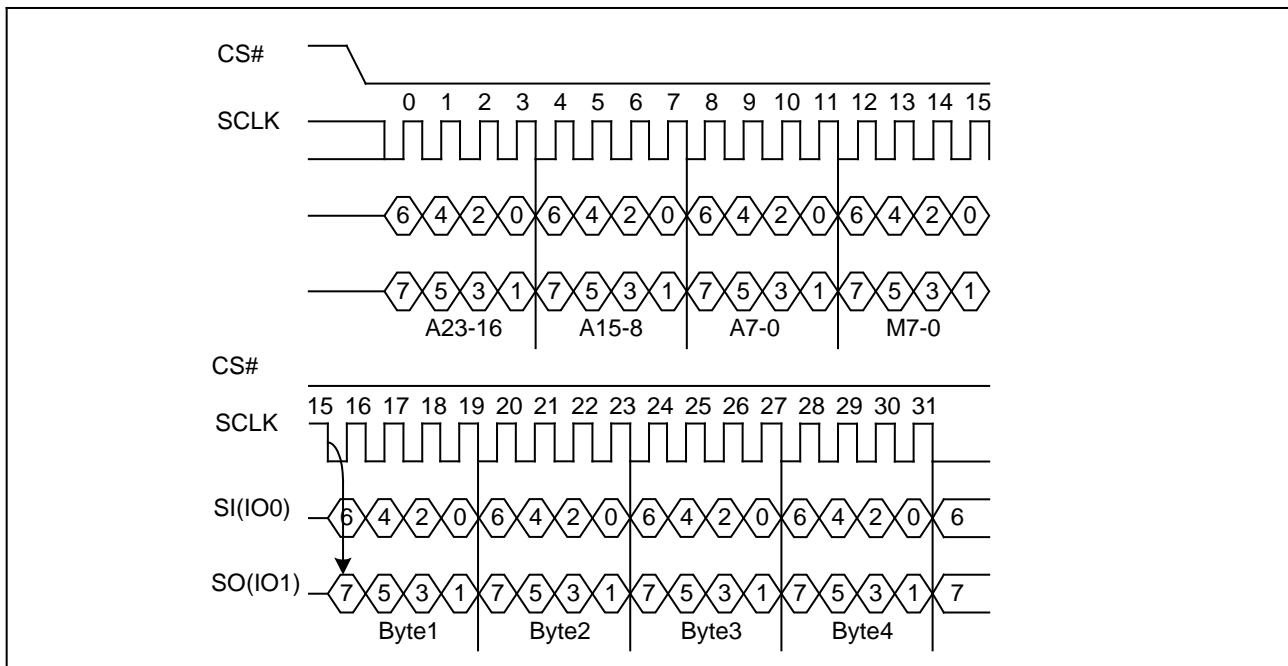 CS#
0 1 2 3 4 5 6 7 8 9 10 11 12 13 14 15
SCLK
6 4 2 0 6 4 2 0 6 4 2 0 6 4 2 0
7 5 3 1 7 5 3 1 7 5 3 1 7 5 3 1
A23-16 A15-8 A7-0 M7-0
CS#
15 16 17 18 19 20 21 22 23 24 25 26 27 28 29 30 31
SCLK
SI(IO0) 6 4 2 0 6 4 2 0 6 4 2 0 6 4 2 0 6
SO(IO1) 7 5 3 1 7 5 3 1 7 5 3 1 7 5 3 1 7
Byte1 Byte2 Byte3 Byte4